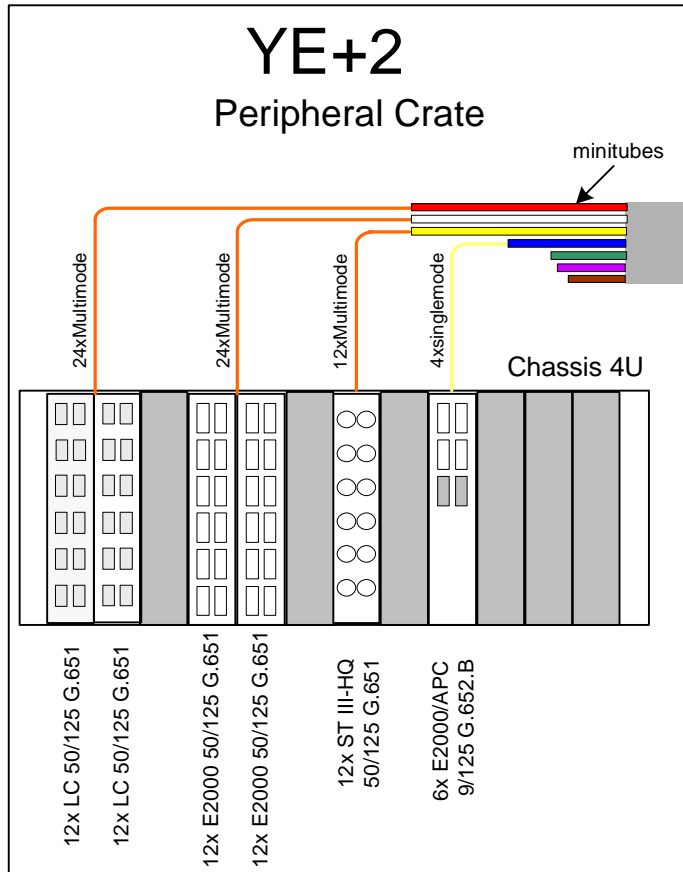 YE+2
Peripheral Crate
minitubes
24xMultimode
24xMultimode
12xMultimode
4xsinglemode
Chassis 4U
12x LC 50/125 G.651
12x LC 50/125 G.651
12x E2000 50/125 G.651
12x E2000 50/125 G.651
12x ST III-HQ
50/125 G.651
6x E2000/APC
9/125 G.652.B